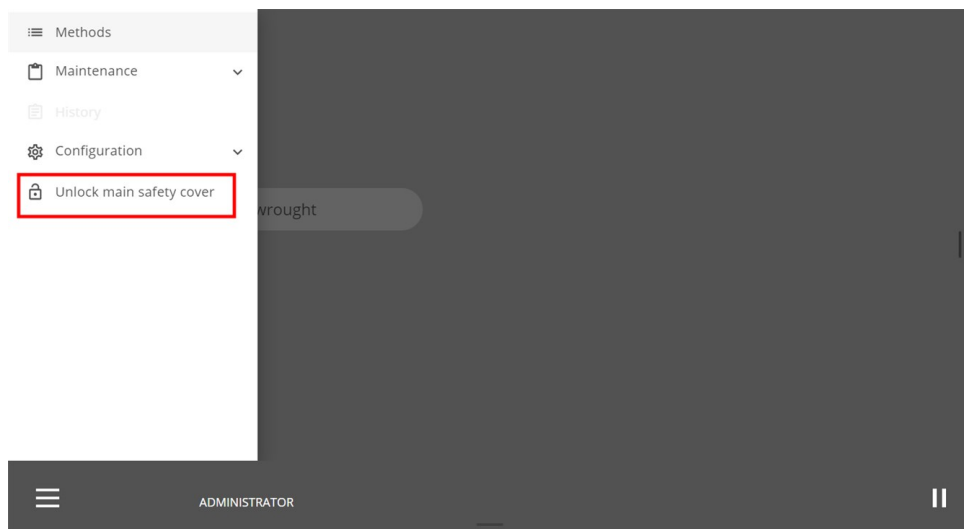 Methods
Maintenance
History
Configuration
Unlock main safety cover
wrought
ADMINISTRATOR